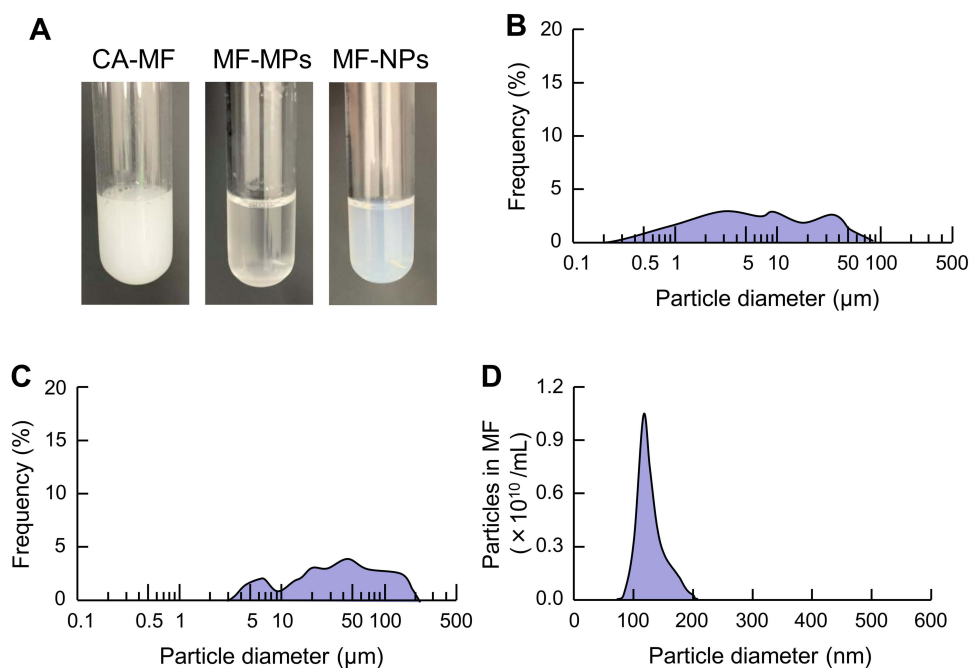 A
CA-MF MF-MPs MF-NPs
B
Frequency (%)
20
15
10
5
0
0.1 0.5 1 5 10 50 100 500
Particle diameter (µm)
C
Frequency (%)
20
15
10
5
0
0.1 0.5 1 5 10 50 100 500
Particle diameter (µm)
D
Particles in MF
(×10¹⁰/mL)
1.2
0.9
0.6
0.3
0.0
0 100 200 300 400 500 600
Particle diameter (nm)